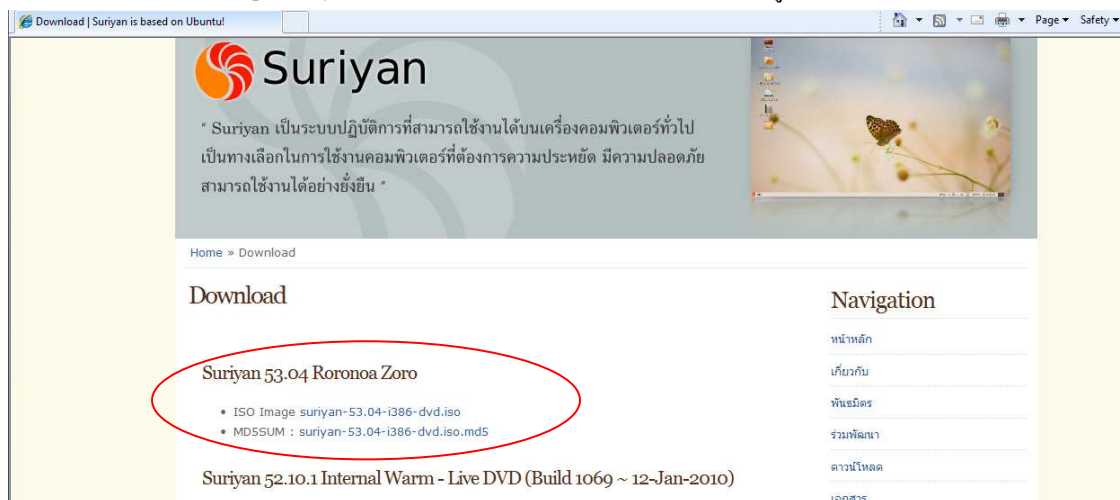 Download | Suriyan is based on Ubuntu!
Page Safety
Suriyan
" Suriyan เป็นระบบปฏิบัติการที่สามารถใช้งานได้บนเครื่องคอมพิวเตอร์ทั่วไป
เป็นทางเลือกในการใช้งานคอมพิวเตอร์ที่ต้องการความประหยัด มีความปลอดภัย
สามารถใช้งานได้อย่างยั่งยืน "
Home » Download
Download
Suriyan 53.04 Roronoa Zoro
• ISO Image suriyan-53.04-i386-dvd.iso
• MD5SUM : suriyan-53.04-i386-dvd.iso.md5
Suriyan 52.10.1 Internal Warm - Live DVD (Build 1069 ~ 12-Jan-2010)
Navigation
หน้าหลัก
เกี่ยวกับ
พันธมิตร
ร่วมพัฒนา
ดาวน์โหลด
เอกสาร